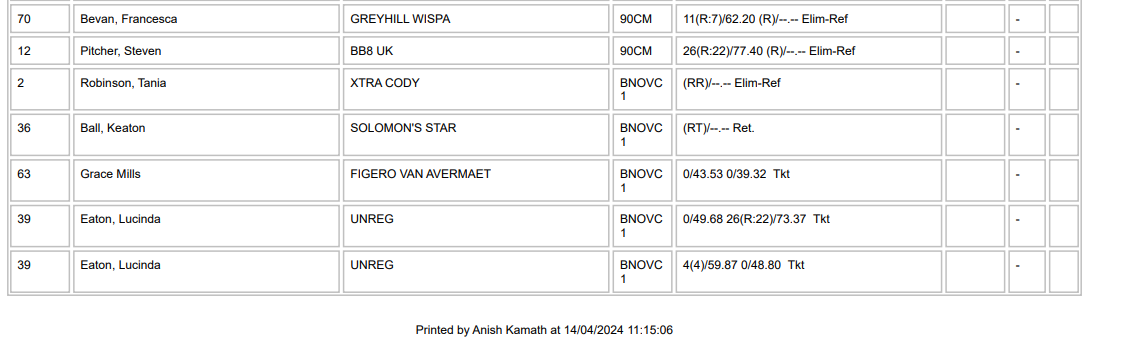 70 Bevan, Francesca GREYHILL WISPA 90CM 11(R:7)/62.20 (R)/--.-- Elim-Ref -
12 Pitcher, Steven BB8 UK 90CM 26(R:22)/77.40 (R)/--.-- Elim-Ref -
2 Robinson, Tania XTRA CODY BNOVC (RR)/--.-- Elim-Ref -
1
36 Ball, Keaton SOLOMON'S STAR BNOVC (RT)/--.-- Ret. -
1
63 Grace Mills FIGERO VAN AVERMAET BNOVC 0/43.53 0/39.32 Tkt -
1
39 Eaton, Lucinda UNREG BNOVC 0/49.68 26(R:22)/73.37 Tkt -
1
39 Eaton, Lucinda UNREG BNOVC 4(4)/59.87 0/48.80 Tkt -
1
Printed by Anish Kamath at 14/04/2024 11:15:06